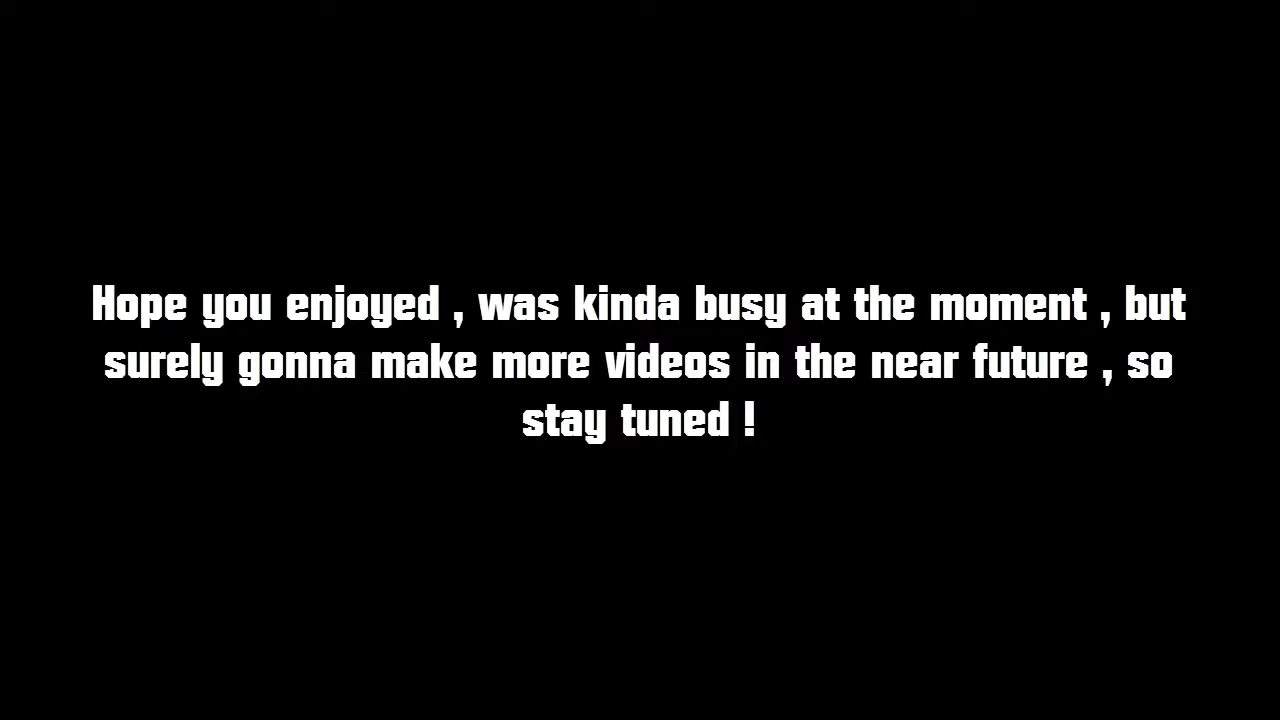 Hope you enjoyed , was kinda busy at the moment , but
surely gonna make more videos in the near future , so
stay tuned !